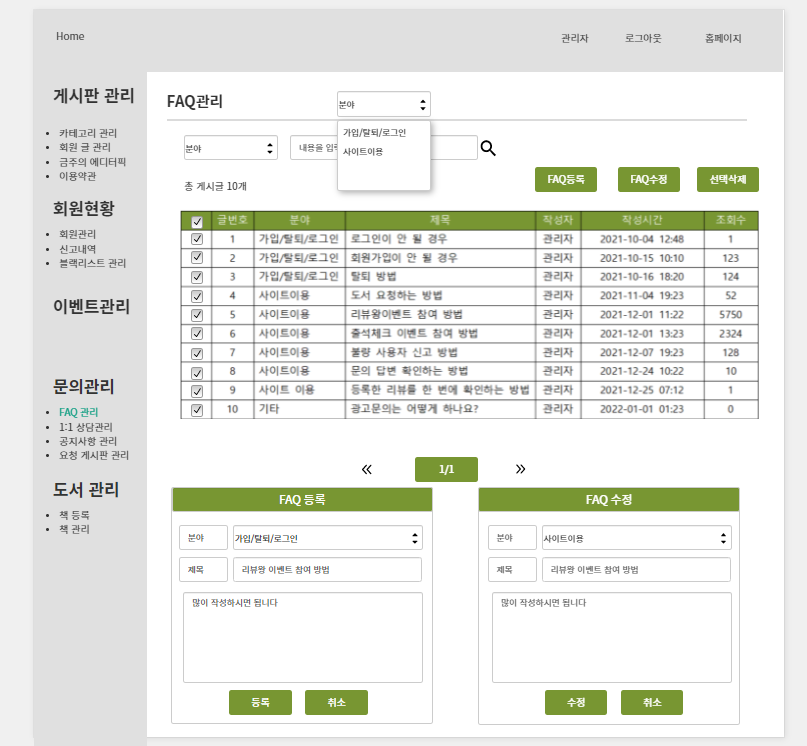 Home
관리자 로그아웃 홈페이지
게시판 관리
카테고리 관리
회원 글 관리
금주의 에디터픽
이용약관
회원현황
회원관리
신고내역
블랙리스트 관리
이벤트관리
문의관리
FAQ 관리
1:1 상담관리
공지사항 관리
요청 게시판 관리
도서 관리
책 등록
책 관리
FAQ관리
분야
가입/탈퇴/로그인
사이트이용
분야
내용을 입력
총 게시글 10개
FAQ등록 FAQ수정 선택삭제
글번호 분야 제목 작성자 작성시간 조회수
1 가입/탈퇴/로그인 로그인이 안 될 경우 관리자 2021-10-04 12:48 1
2 가입/탈퇴/로그인 회원가입이 안 될 경우 관리자 2021-10-15 10:10 123
3 가입/탈퇴/로그인 탈퇴 방법 관리자 2021-10-16 18:20 124
4 사이트이용 도서 요청하는 방법 관리자 2021-11-04 19:23 52
5 사이트이용 리뷰왕이벤트 참여 방법 관리자 2021-12-01 11:22 5750
6 사이트이용 출석체크 이벤트 참여 방법 관리자 2021-12-01 13:23 2324
7 사이트이용 불량 사용자 신고 방법 관리자 2021-12-07 19:23 128
8 사이트이용 문의 답변 확인하는 방법 관리자 2021-12-24 10:22 10
9 사이트 이용 등록한 리뷰를 한 번에 확인하는 방법 관리자 2021-12-25 07:12 1
10 기타 광고문의는 어떻게 하나요? 관리자 2022-01-01 01:23 0
« 1/1 »
FAQ 등록
분야 가입/탈퇴/로그인
제목 리뷰왕 이벤트 참여 방법
많이 작성하시면 됩니다
등록 취소
FAQ 수정
분야 사이트이용
제목 리뷰왕 이벤트 참여 방법
많이 작성하시면 됩니다
수정 취소